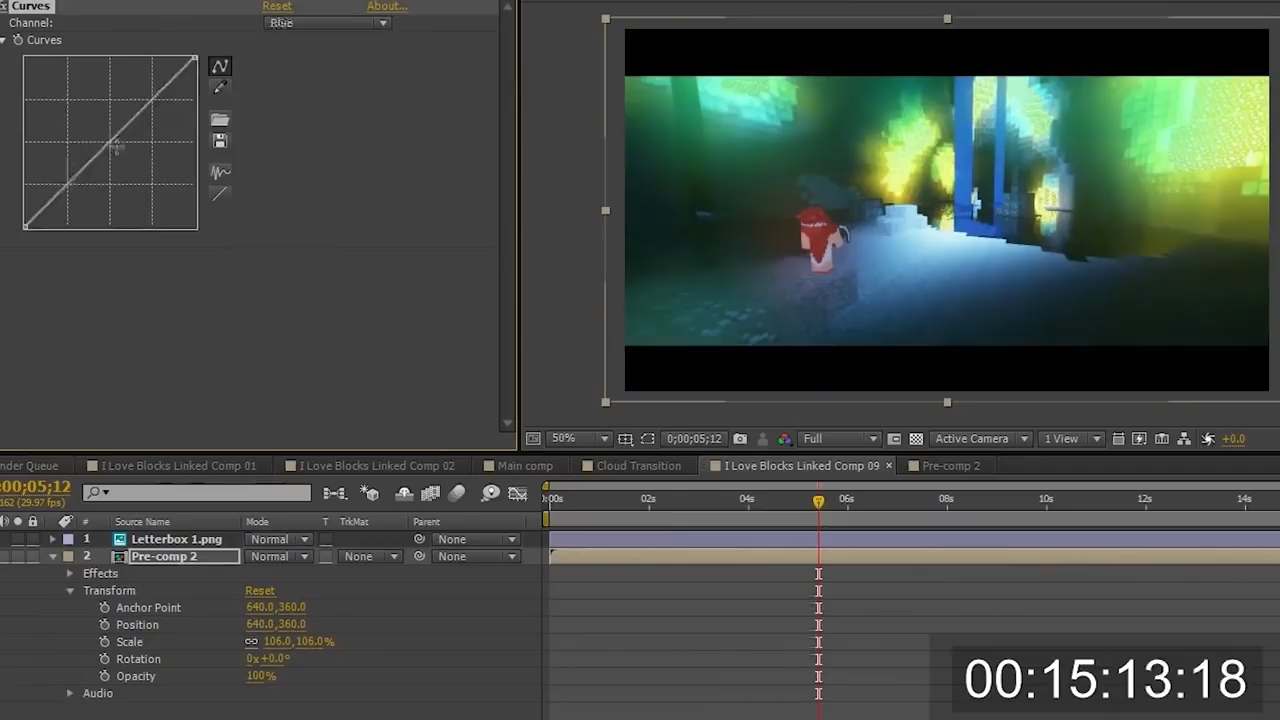 Curves Reset About...
Channel: Blue
Curves
50% 0;00;05;12 Full Active Camera 1 View +0.0
nder Queue I Love Blocks Linked Comp 01 I Love Blocks Linked Comp 02 Main comp Cloud Transition I Love Blocks Linked Comp 09 × Pre-comp 2
;00;05;12
162 (29.97 fps)
:00s 02s 04s 06s 08s 10s 12s 14s
# Source Name Mode T TrkMat Parent
1 Letterbox 1.png Normal None
2 Pre-comp 2 Normal None None
Effects
Transform Reset
Anchor Point 640.0,360.0
Position 640.0,360.0
Scale 106.0,106.0%
Rotation 0x+0.0°
Opacity 100%
Audio
00:15:13:18